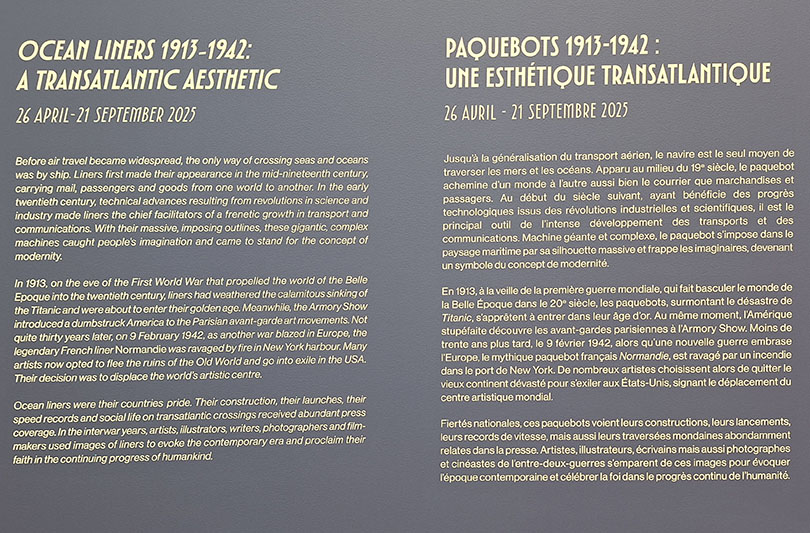 OCEAN LINERS 1913-1942:
A TRANSATLANTIC AESTHETIC
26 APRIL-21 SEPTEMBER 2025
Before air travel became widespread, the only way of crossing seas and oceans
was by ship. Liners first made their appearance in the mid-nineteenth century,
carrying mail, passengers and goods from one world to another. In the early
twentieth century, technical advances resulting from revolutions in science and
industry made liners the chief facilitators of a frenetic growth in transport and
communications. With their massive, imposing outlines, these gigantic, complex
machines caught people's imagination and came to stand for the concept of
modernity.
In 1913, on the eve of the First World War that propelled the world of the Belle
Epoque into the twentieth century, liners had weathered the calamitous sinking of
the Titanic and were about to enter their golden age. Meanwhile, the Armory Show
introduced a dumbstruck America to the Parisian avant-garde art movements. Not
quite thirty years later, on 9 February 1942, as another war blazed in Europe, the
legendary French liner Normandie was ravaged by fire in New York harbour. Many
artists now opted to flee the ruins of the Old World and go into exile in the USA.
Their decision was to displace the world's artistic centre.
Ocean liners were their countries pride. Their construction, their launches, their
speed records and social life on transatlantic crossings received abundant press
coverage. In the interwar years, artists, illustrators, writers, photographers and film-
makers used images of liners to evoke the contemporary era and proclaim their
faith in the continuing progress of humankind.
PAQUEBOTS 1913-1942 :
UNE ESTHÉTIQUE TRANSATLANTIQUE
26 AVRIL - 21 SEPTEMBRE 2025
Jusqu'à la généralisation du transport aérien, le navire est le seul moyen de
traverser les mers et les océans. Apparu au milieu du 19e siècle, le paquebot
achemine d'un monde à l'autre aussi bien le courrier que marchandises et
passagers. Au début du siècle suivant, ayant bénéficie des progrès
technologiques issus des révolutions industrielles et scientifiques, il est le
principal outil de l'intense développement des transports et des
communications. Machine géante et complexe, le paquebot s'impose dans le
paysage maritime par sa silhouette massive et frappe les imaginaires, devenant
un symbole du concept de modernité.
En 1913, à la veille de la première guerre mondiale, qui fait basculer le monde de
la Belle Époque dans le 20e siècle, les paquebots, surmontant le désastre de
Titanic, s'apprêtent à entrer dans leur âge d'or. Au même moment, l'Amérique
stupéfaite découvre les avant-gardes parisiennes à l'Armory Show. Moins de
trente ans plus tard, le 9 février 1942, alors qu'une nouvelle guerre embrase
l'Europe, le mythique paquebot français Normandie, est ravagé par un incendie
dans le port de New York. De nombreux artistes choisissent alors de quitter le
vieux continent dévasté pour s'exiler aux États-Unis, signant le déplacement du
centre artistique mondial.
Fiertés nationales, ces paquebots voient leurs constructions, leurs lancements,
leurs records de vitesse, mais aussi leurs traversées mondaines abondamment
relates dans la presse. Artistes, illustrateurs, écrivains mais aussi photographes
et cinéastes de l'entre-deux-guerres s'emparent de ces images pour évoquer
l'époque contemporaine et célébrer la foi dans le progrès continu de l'humanité.